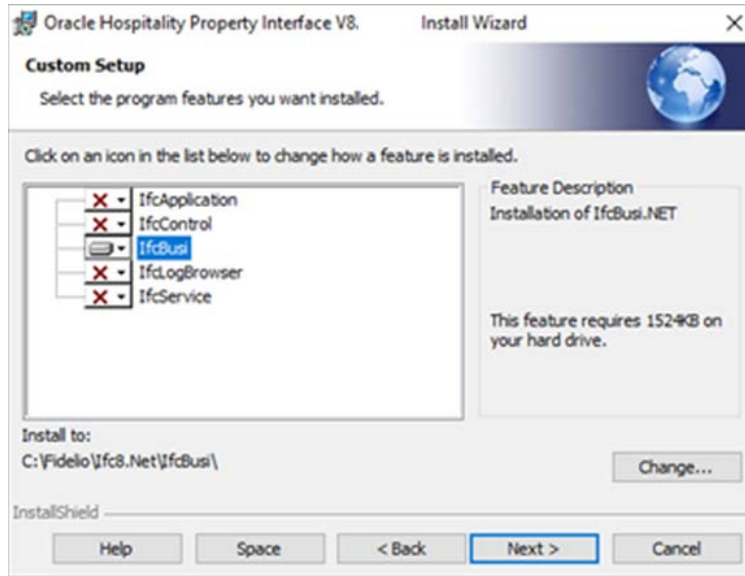 Oracle Hospitality Property Interface V8. Install Wizard
Custom Setup
Select the program features you want installed.
Click on an icon in the list below to change how a feature is installed.
IfcApplication
IfcControl
IfcBusi
IfcLogBrowser
IfcService
Feature Description
Installation of IfcBusi.NET
This feature requires 1524KB on
your hard drive.
Install to:
C:\Fidelio\Ifc8.Net\IfcBusi\
Change...
InstallShield
Help
Space
< Back
Next >
Cancel